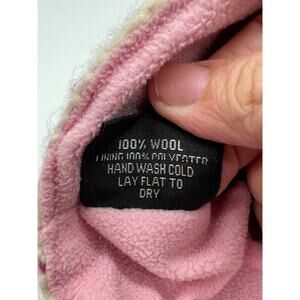 100% WOOL
LINING 100% POLYESTER
HAND WASH COLD
LAY FLAT TO
DRY